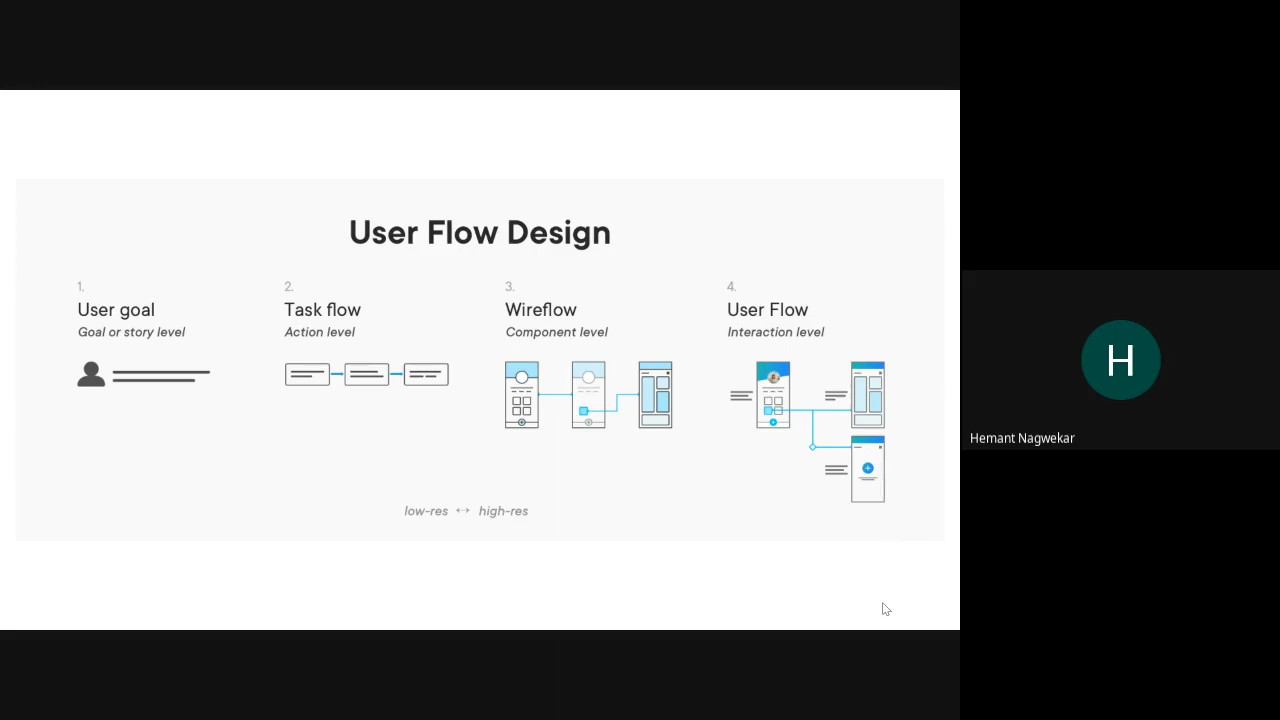 User Flow Design
1.
User goal
Goal or story level
2.
Task flow
Action level
3.
Wireflow
Component level
4.
User Flow
Interaction level
low-res ↔ high-res
H
Hemant Nagwekar